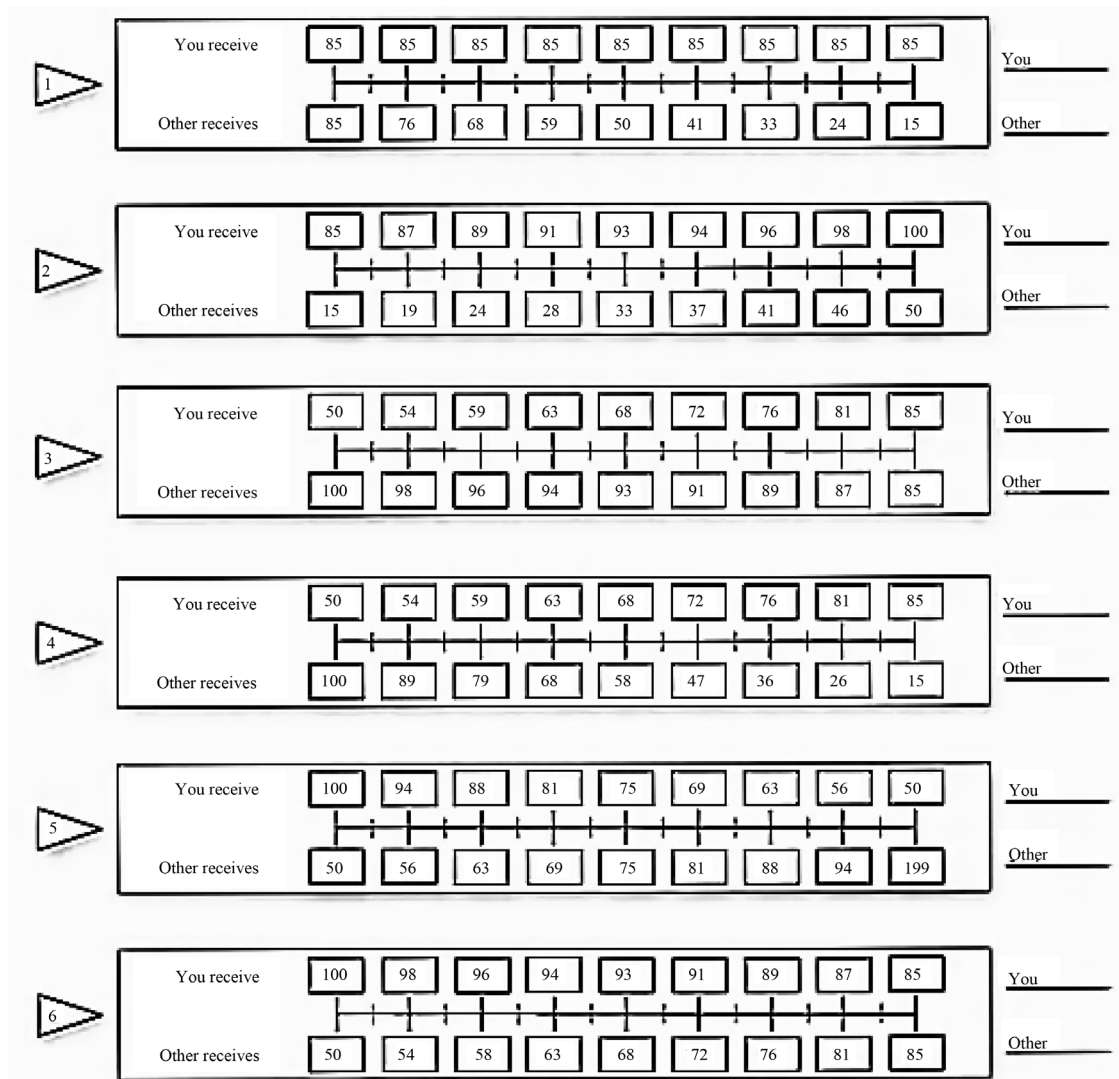 You receive 85 85 85 85 85 85 85 85 85 You
1
Other receives 85 76 68 59 50 41 33 24 15 Other
You receive 85 87 89 91 93 94 96 98 100 You
2
Other receives 15 19 24 28 33 37 41 46 50 Other
You receive 50 54 59 63 68 72 76 81 85 You
3
Other receives 100 98 96 94 93 91 89 87 85 Other
You receive 50 54 59 63 68 72 76 81 85 You
4
Other receives 100 89 79 68 58 47 36 26 15 Other
You receive 100 94 88 81 75 69 63 56 50 You
5
Other receives 50 56 63 69 75 81 88 94 199 Other
You receive 100 98 96 94 93 91 89 87 85 You
6
Other receives 50 54 58 63 68 72 76 81 85 Other